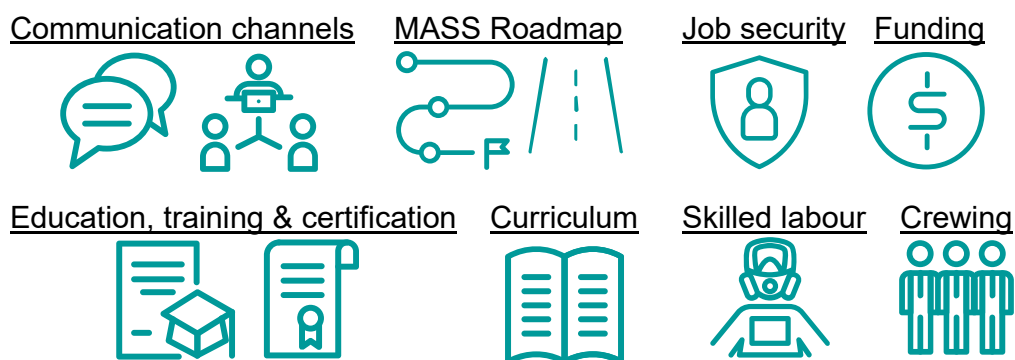 Communication channels
MASS Roadmap
Job security
Funding
Education, training & certification
Curriculum
Skilled labour
Crewing